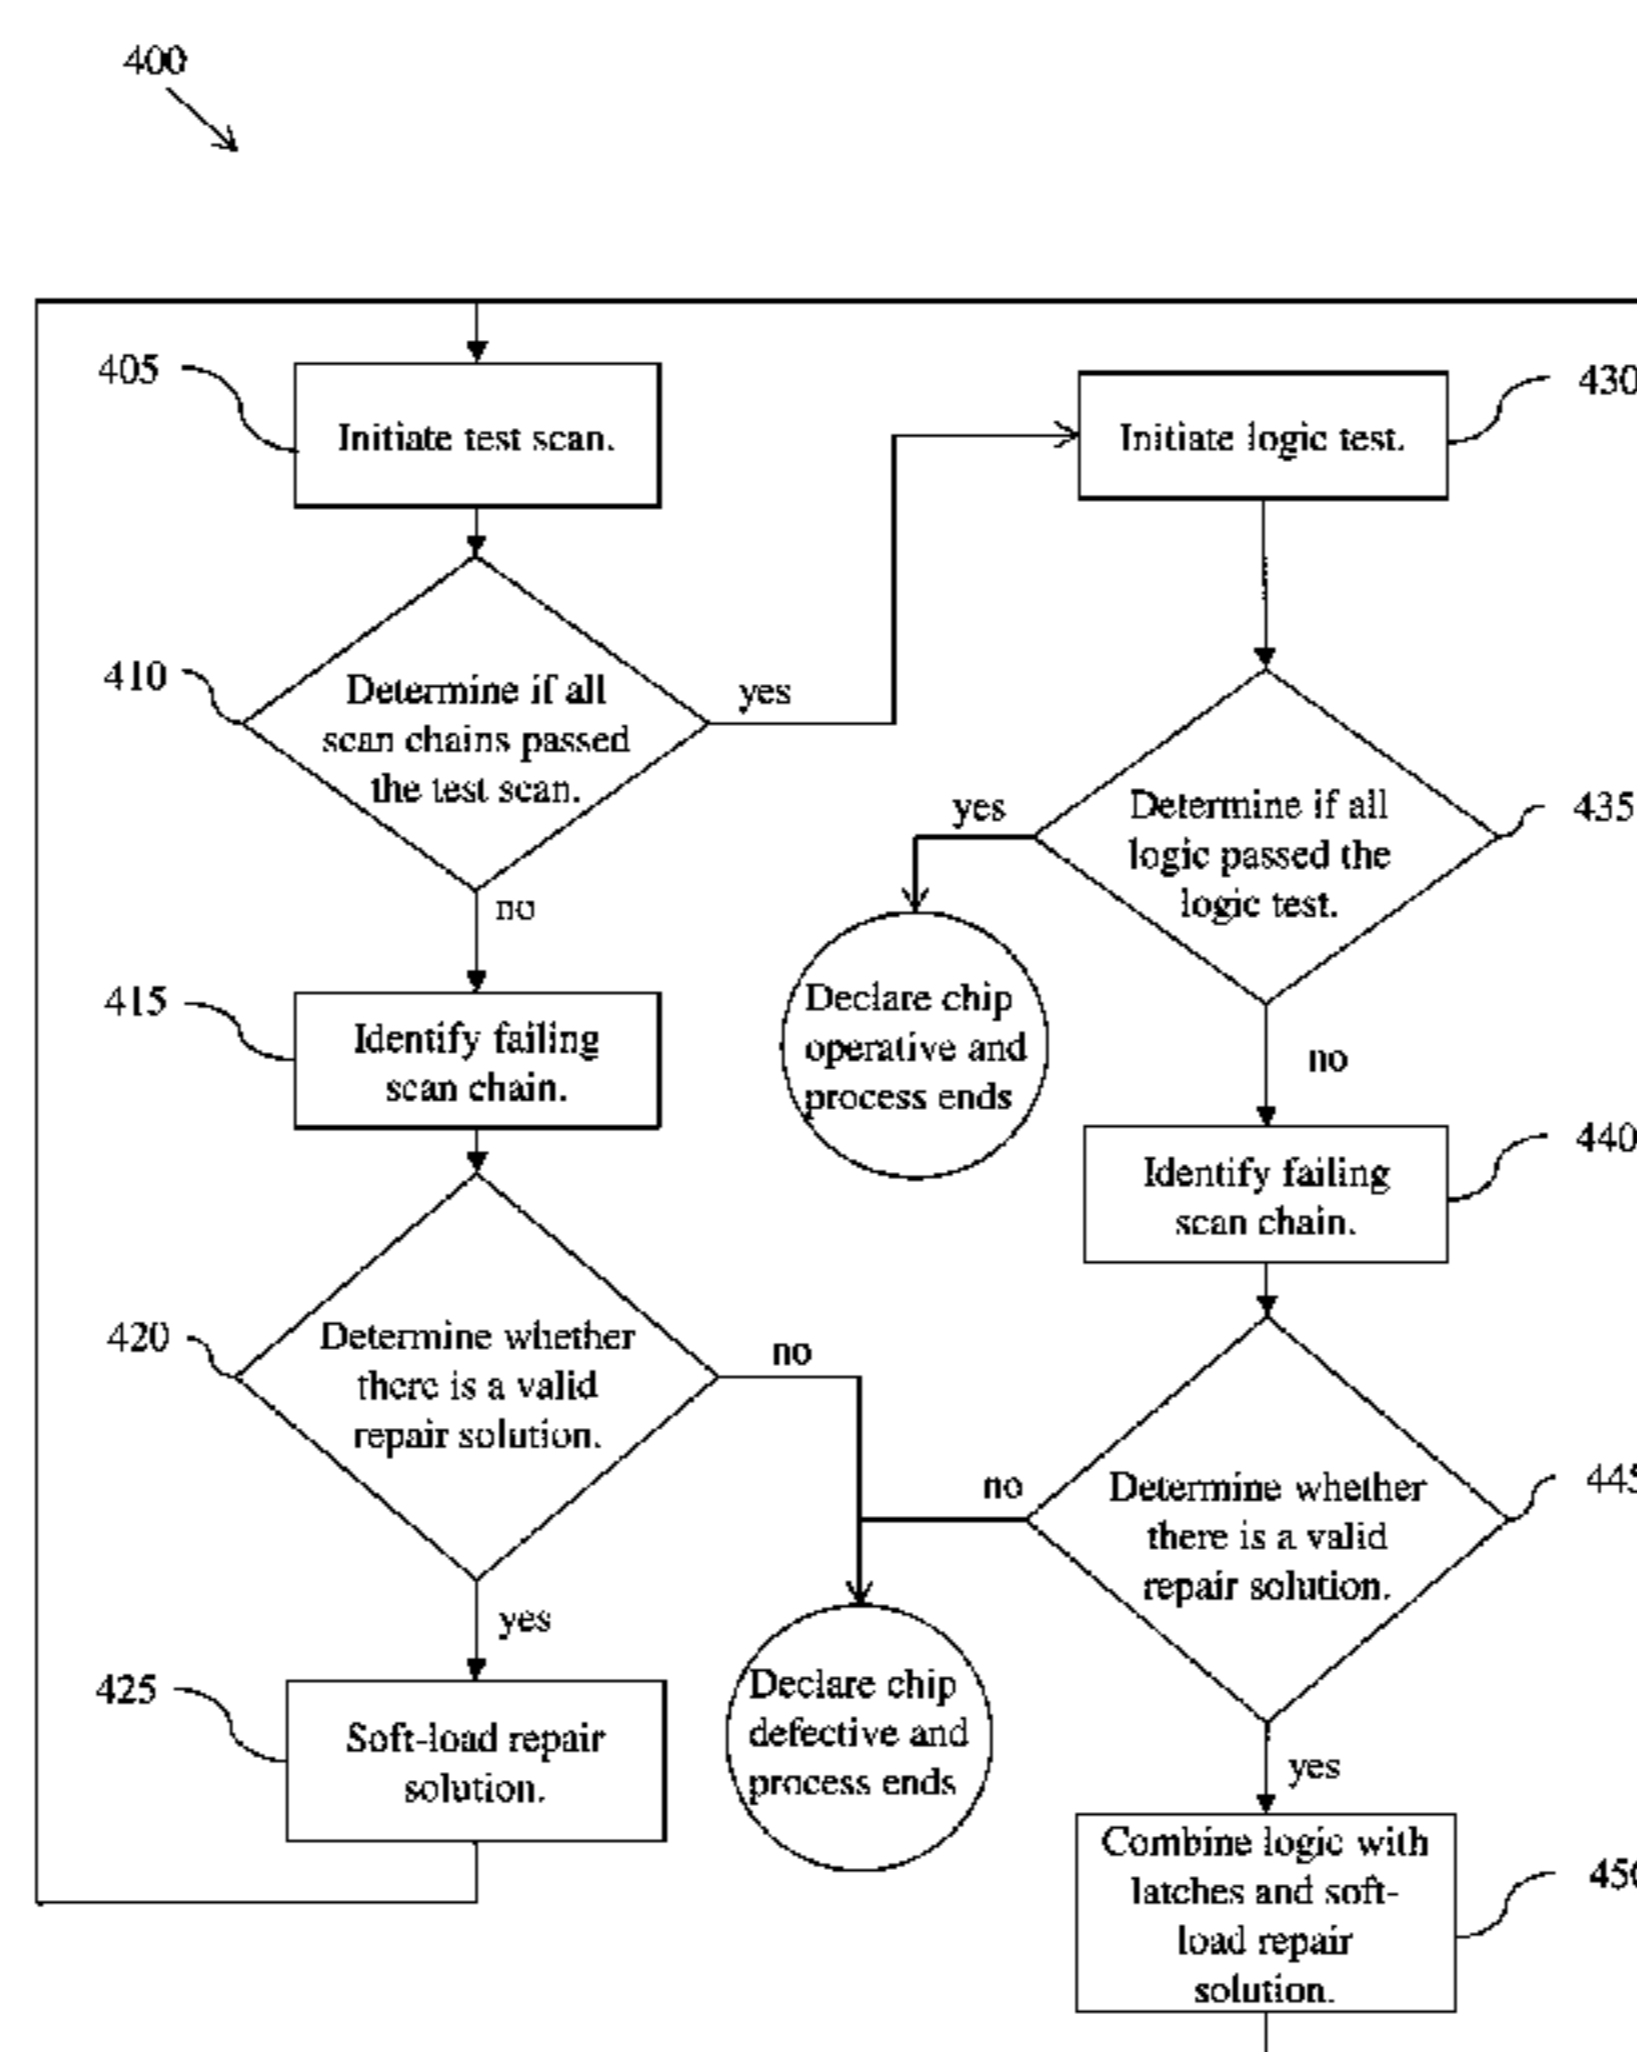 400
405
Initiate test scan.
410
Determine if all
scan chains passed
the test scan.
yes
no
415
Identify failing
scan chain.
420
Determine whether
there is a valid
repair solution.
no
yes
425
Soft-load repair
solution.
430
Initiate logic test.
435
Determine if all
logic passed the
logic test.
yes
Declare chip
operative and
process ends
no
440
Identify failing
scan chain.
445
Determine whether
there is a valid
repair solution.
no
Declare chip
defective and
process ends
yes
450
Combine logic with
latches and soft-
load repair
solution.